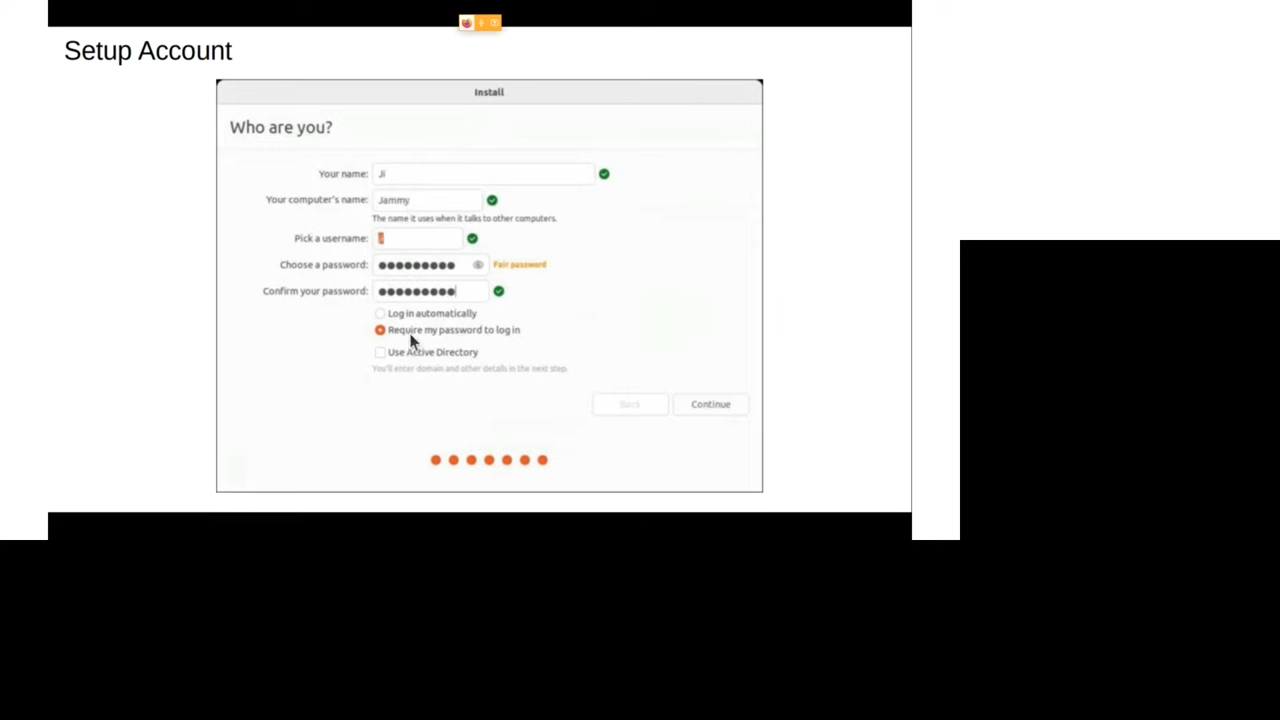 Setup Account
Install
Who are you?
Your name: Ji
Your computer's name: Jammy
The name it uses when it talks to other computers.
Pick a username:
Choose a password: ●●●●●●●●● Fair password
Confirm your password: ●●●●●●●●●
Log in automatically
Require my password to log in
Use Active Directory
You'll enter domain and other details in the next step.
Back Continue